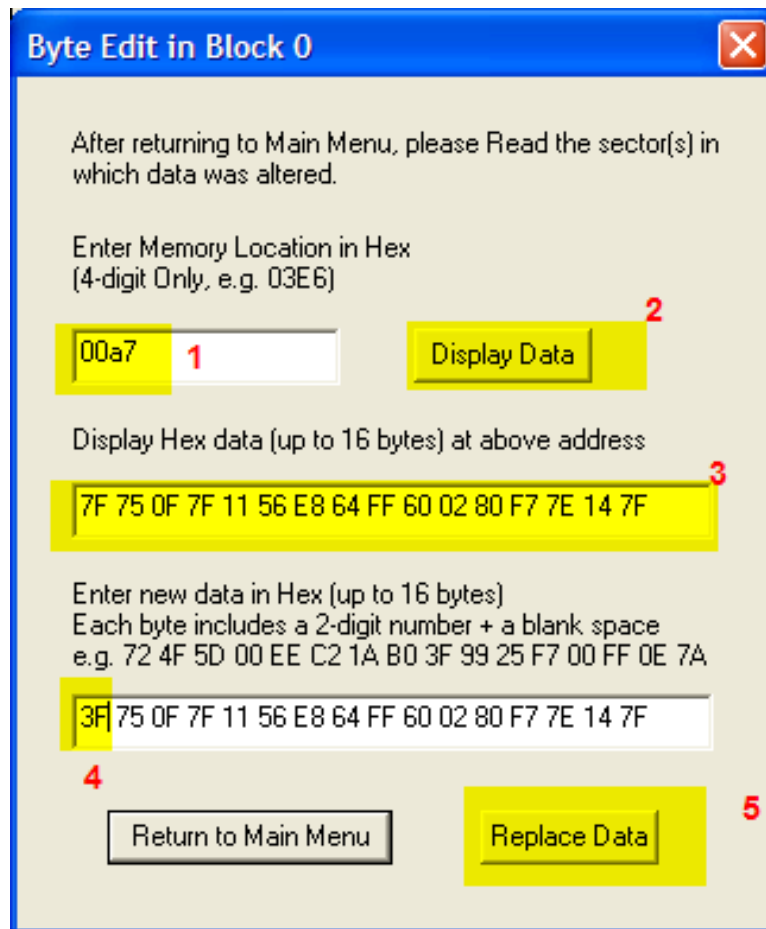 Byte Edit in Block 0
After returning to Main Menu, please Read the sector(s) in
which data was altered.
Enter Memory Location in Hex
(4-digit Only, e.g. 03E6)
2
00a7 1 Display Data
Display Hex data (up to 16 bytes) at above address
3
7F 75 0F 7F 11 56 E8 64 FF 60 02 80 F7 7E 14 7F
Enter new data in Hex (up to 16 bytes)
Each byte includes a 2-digit number + a blank space
e.g. 72 4F 5D 00 EE C2 1A B0 3F 99 25 F7 00 FF 0E 7A
3F 75 0F 7F 11 56 E8 64 FF 60 02 80 F7 7E 14 7F
4
5
Return to Main Menu Replace Data